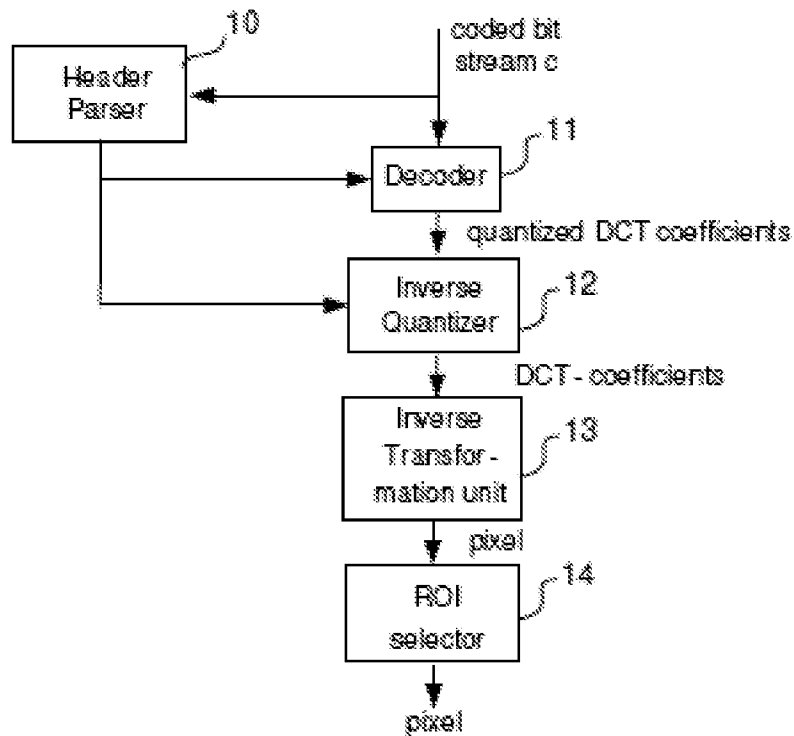 10
coded bit
stream c
Header
Parser
11
Decoder
quantized DCT coefficients
Inverse
Quantizer
12
DCT - coefficients
Inverse
Transfor-
mation unit
13
pixel
ROI
selector
14
pixel